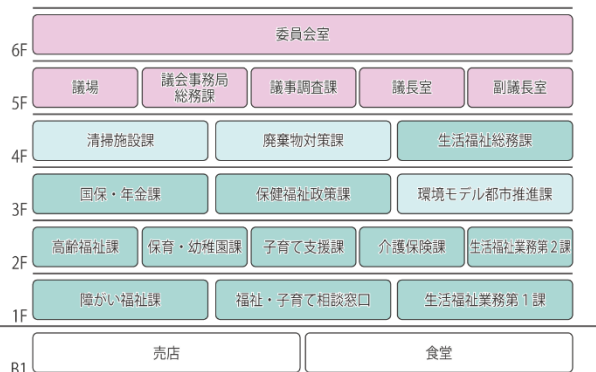 委員会室
6F
議場
議会事務局
総務課
議事調査課
議長室
副議長室
5F
清掃施設課
廃棄物対策課
生活福祉総務課
4F
国保・年金課
保健福祉政策課
環境モデル都市推進課
3F
高齢福祉課
保育・幼稚園課
子育て支援課
介護保険課
生活福祉業務第2課
2F
障がい福祉課
福祉・子育て相談窓口
生活福祉業務第1課
1F
売店
食堂
B1